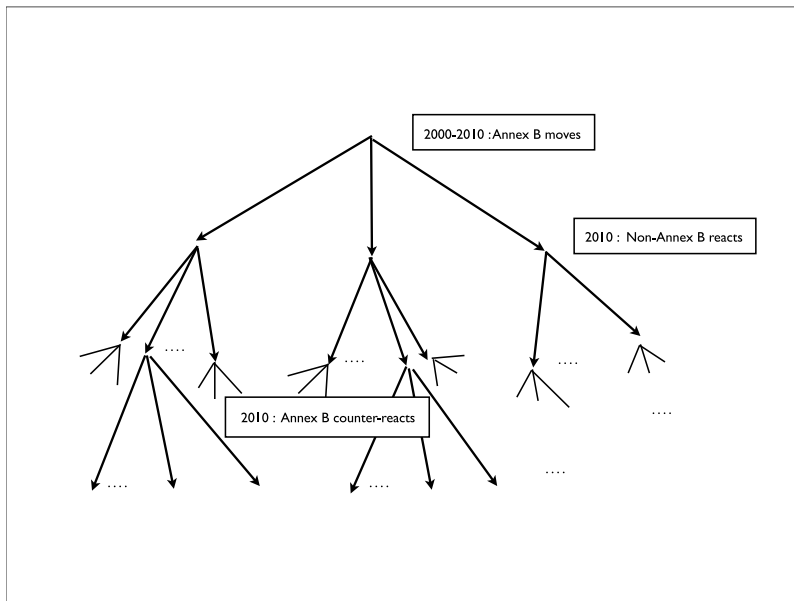 2000-2010 : Annex B moves
2010 : Non-Annex B reacts
....
....
....
....
2010 : Annex B counter-reacts
....
....
....